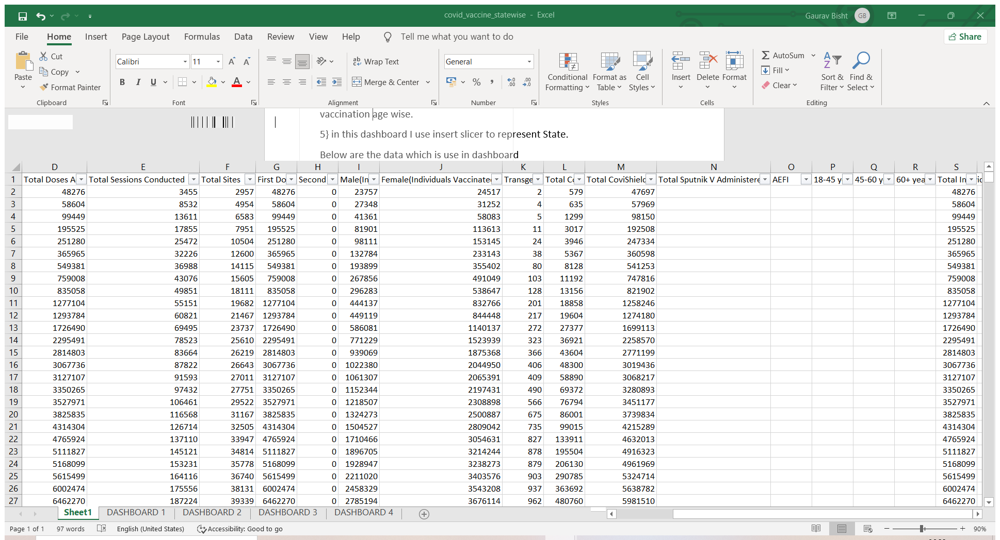 covid_vaccine_statewise - Excel
Gaurav Bisht GB
File Home Insert Page Layout Formulas Data Review View Help Tell me what you want to do Share
Paste Cut Copy Format Painter Clipboard
Calibri 11 A A B I U A Font
ab Wrap Text Merge & Center Alignment
General % , .00 .00 Number
Conditional Formatting Format as Table Cell Styles Styles
Insert Delete Format Cells
AutoSum Fill Clear Sort & Filter Find & Select Editing
vaccination age wise.
5} in this dashboard I use insert slicer to represent State.
Below are the data which is use in dashboard
D E F G H I J K L M N O P Q R S
1 Total Doses A Total Sessions Conducted Total Sites First Do Second Male(In Female(Individuals Vaccinate Transge Total C Total CoviShield Total Sputnik V Administere AEFI 18-45 y 45-60 y 60+ yea Total In
2 48276 3455 2957 48276 0 23757 24517 2 579 47697 48276
3 58604 8532 4954 58604 0 27348 31252 4 635 57969 58604
4 99449 13611 6583 99449 0 41361 58083 5 1299 98150 99449
5 195525 17855 7951 195525 0 81901 113613 11 3017 192508 195525
6 251280 25472 10504 251280 0 98111 153145 24 3946 247334 251280
7 365965 32226 12600 365965 0 132784 233143 38 5367 360598 365965
8 549381 36988 14115 549381 0 193899 355402 80 8128 541253 549381
9 759008 43076 15605 759008 0 267856 491049 103 11192 747816 759008
10 835058 49851 18111 835058 0 296283 538647 128 13156 821902 835058
11 1277104 55151 19682 1277104 0 444137 832766 201 18858 1258246 1277104
12 1293784 60821 21467 1293784 0 449119 844448 217 19604 1274180 1293784
13 1726490 69495 23737 1726490 0 586081 1140137 272 27377 1699113 1726490
14 2295491 78523 25610 2295491 0 771229 1523939 323 36921 2258570 2295491
15 2814803 83664 26219 2814803 0 939069 1875368 366 43604 2771199 2814803
16 3067736 87822 26643 3067736 0 1022380 2044950 406 48300 3019436 3067736
17 3127107 91593 27011 3127107 0 1061307 2065391 409 58890 3068217 3127107
18 3350265 97432 27751 3350265 0 1152344 2197431 490 69372 3280893 3350265
19 3527971 106461 29522 3527971 0 1218507 2308898 566 76794 3451177 3527971
20 3825835 116568 31167 3825835 0 1324273 2500887 675 86001 3739834 3825835
21 4314304 126714 32505 4314304 0 1504527 2809042 735 99015 4215289 4314304
22 4765924 137110 33947 4765924 0 1710466 3054631 827 133911 4632013 4765924
23 5111827 145121 34814 5111827 0 1896705 3214244 878 195504 4916323 5111827
24 5168099 153231 35778 5168099 0 1928947 3238273 879 206130 4961969 5168099
25 5615499 164116 36740 5615499 0 2211020 3403576 903 290785 5324714 5615499
26 6002474 175556 38131 6002474 0 2458329 3543208 937 363692 5638782 6002474
27 6462270 187224 39339 6462270 0 2785194 3676114 962 480760 5981510 6462270
Sheet1 DASHBOARD 1 DASHBOARD 2 DASHBOARD 3 DASHBOARD 4
Page 1 of 1 97 words English (United States) Accessibility: Good to go 90%